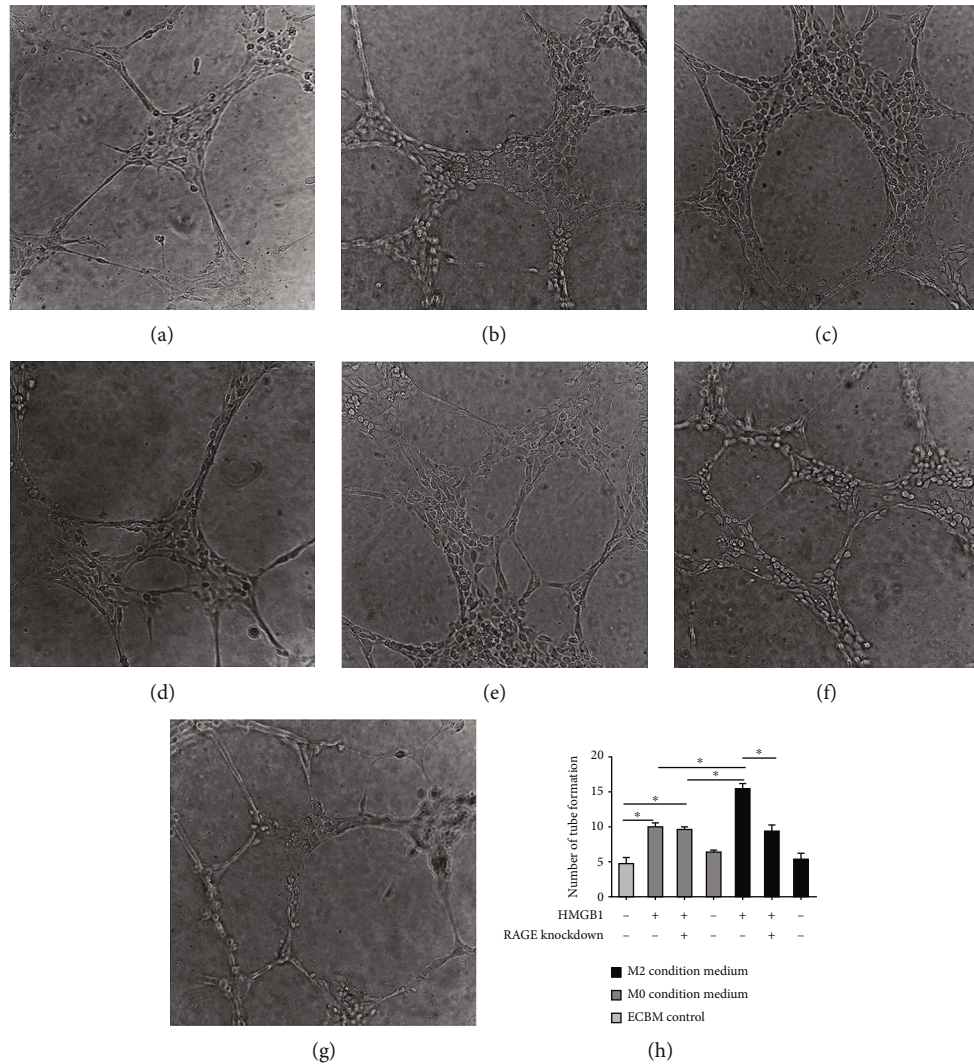 (a)
(b)
(c)
(d)
(e)
(f)
(g)
Number of tube formation
20
15
10
5
0
*
*
*
*
*
HMGB1 – + + – + + –
RAGE knockdown – – + – – + –
M2 condition medium
M0 condition medium
ECBM control
(h)